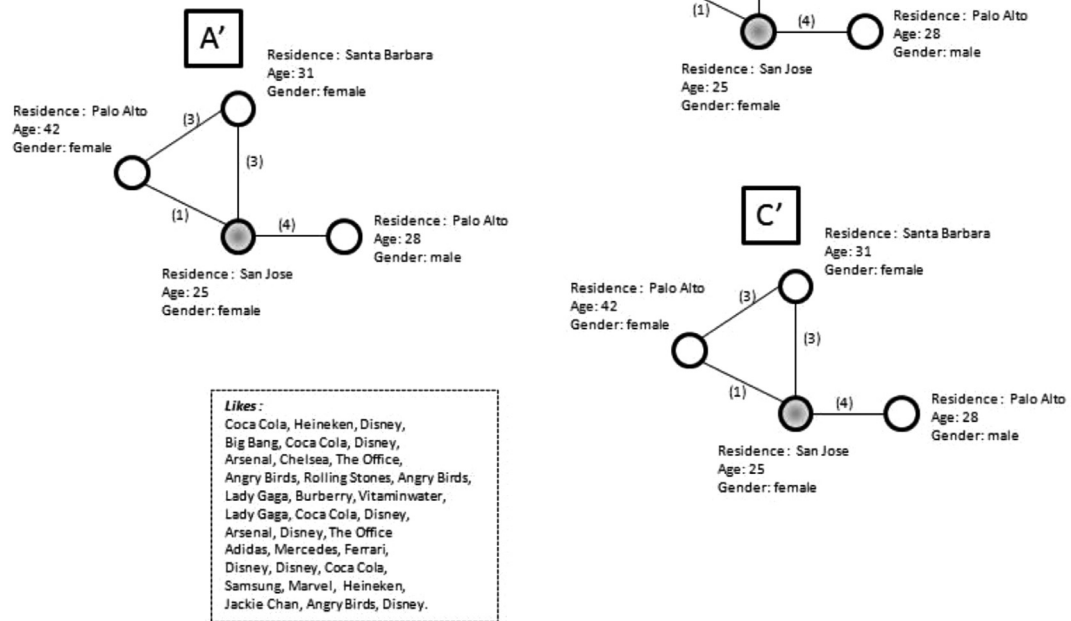 A'
Residence : Santa Barbara
Age: 31
Gender: female
Residence : Palo Alto
Age: 42
Gender: female
(3)
(3)
(1)
(4)
Residence : Palo Alto
Age: 28
Gender: male
Residence : San Jose
Age: 25
Gender: female
Likes :
Coca Cola, Heineken, Disney,
Big Bang, Coca Cola, Disney,
Arsenal, Chelsea, The Office,
Angry Birds, Rolling Stones, Angry Birds,
Lady Gaga, Burberry, Vitaminwater,
Lady Gaga, Coca Cola, Disney,
Arsenal, Disney, The Office
Adidas, Mercedes, Ferrari,
Disney, Disney, Coca Cola,
Samsung, Marvel, Heineken,
Jackie Chan, Angry Birds, Disney.
(1)
(4)
Residence : Palo Alto
Age: 28
Gender: male
Residence : San Jose
Age: 25
Gender: female
C'
Residence : Santa Barbara
Age: 31
Gender: female
Residence : Palo Alto
Age: 42
Gender: female
(3)
(3)
(1)
(4)
Residence : Palo Alto
Age: 28
Gender: male
Residence : San Jose
Age: 25
Gender: female